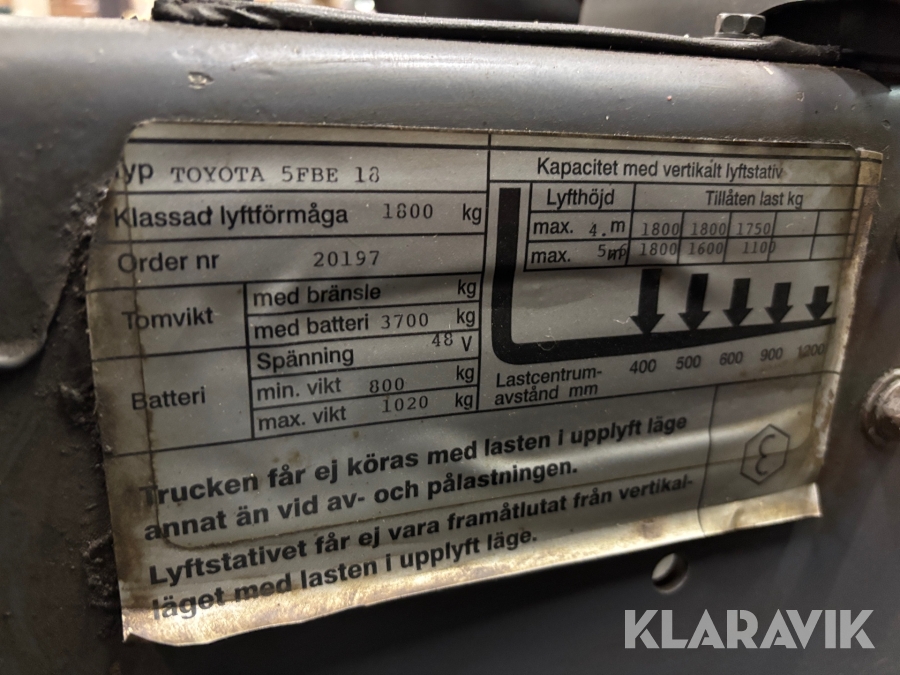 Typ TOYOTA 5FBE 18
Klassad lyftförmåga 1800 kg
Order nr 20197
Tomvikt
med bränsle kg
med batteri 3700 kg
Batteri
Spänning 48 V
min. vikt 800 kg
max. vikt 1020 kg
Kapacitet med vertikalt lyftstativ
Lyfthöjd Tillåten last kg
max. 4. m 1800 1800 1750
max. 1800 1600 1100
400 500 600 900 1200
Lastcentrum-
avstånd mm
Trucken får ej köras med lasten i upplyft läge
annat än vid av- och pålastningen.
Lyftstativet får ej vara framåtlutat från vertikal-
läget med lasten i upplyft läge.
KLARAVIK